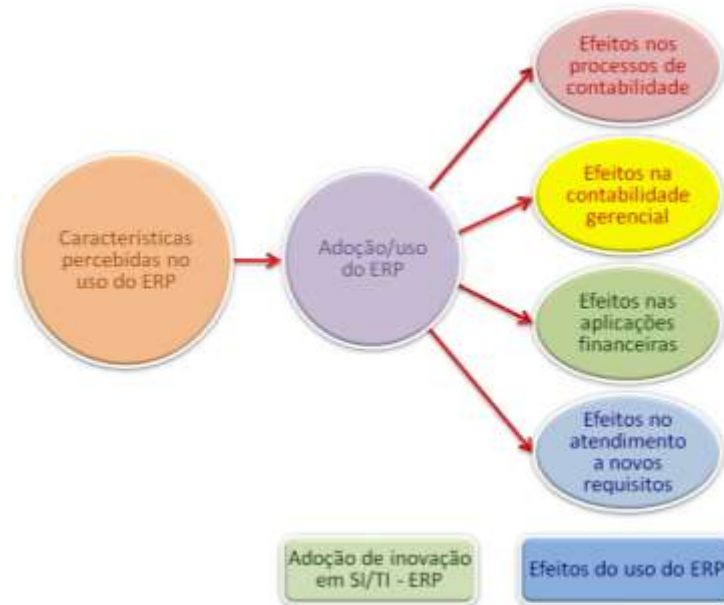 Efeitos nos
processos de
contabilidade
Efeitos na
contabilidade
gerencial
Características
percebidas no
uso do ERP
Adoção/uso
do ERP
Efeitos nas
aplicações
financeiras
Efeitos no
atendimento
a novos
requisitos
Adoção de inovação
em SI/TI - ERP
Efeitos do uso do ERP